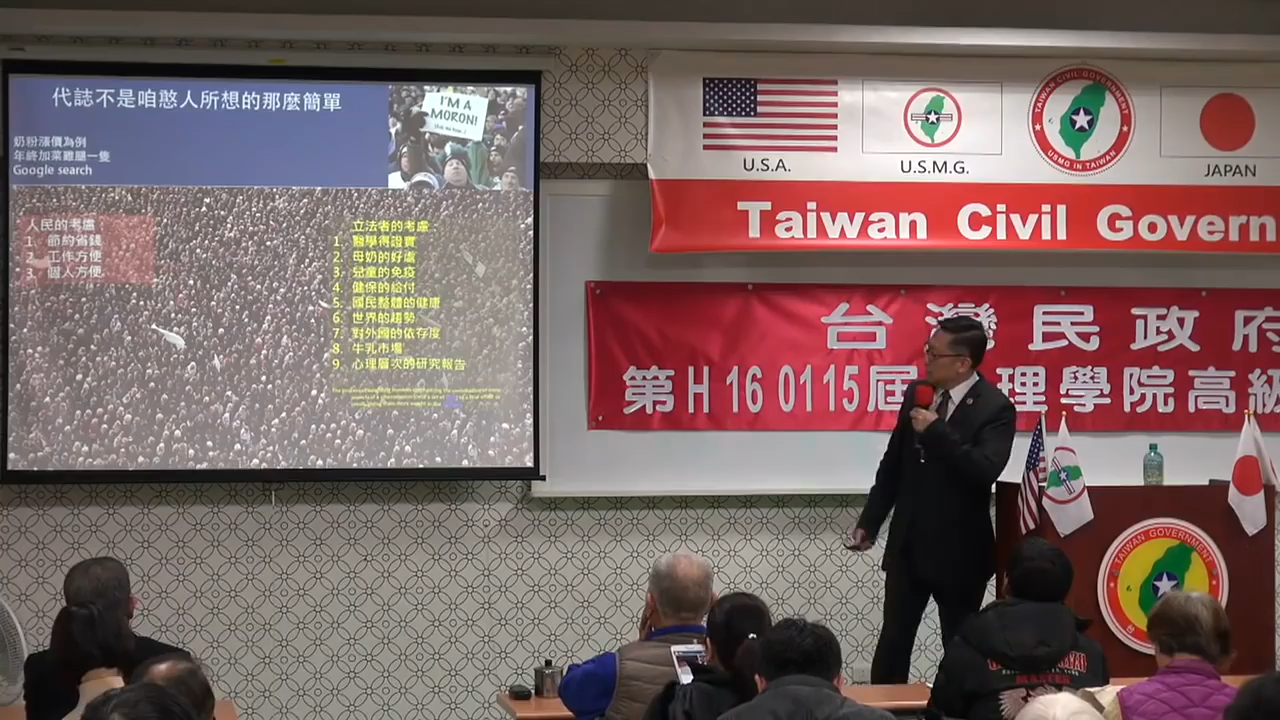 代誌不是咱憨人所想的那麼簡單
I'M A
MORON!
奶粉漲價為例
年終加菜雞腿一隻
Google search
人民的考慮：
1. 節約省錢
2. 工作方便
3. 個人方便
立法者的考慮：
1. 醫學得證實
2. 母奶的好處
3. 兒童的免疫
4. 健保的給付
5. 國民整體的健康
6. 世界的趨勢
7. 對外國的依存度
8. 牛乳市場
9. 心理層次的研究報告
U.S.A.
U.S.M.G.
TAIWAN CIVIL GOVERNMENT
USMG IN TAIWAN
JAPAN
Taiwan Civil Govern
台灣民政府
第H 16 0115屆 理學院高級
TAIWAN GOVERNMENT
MASTER